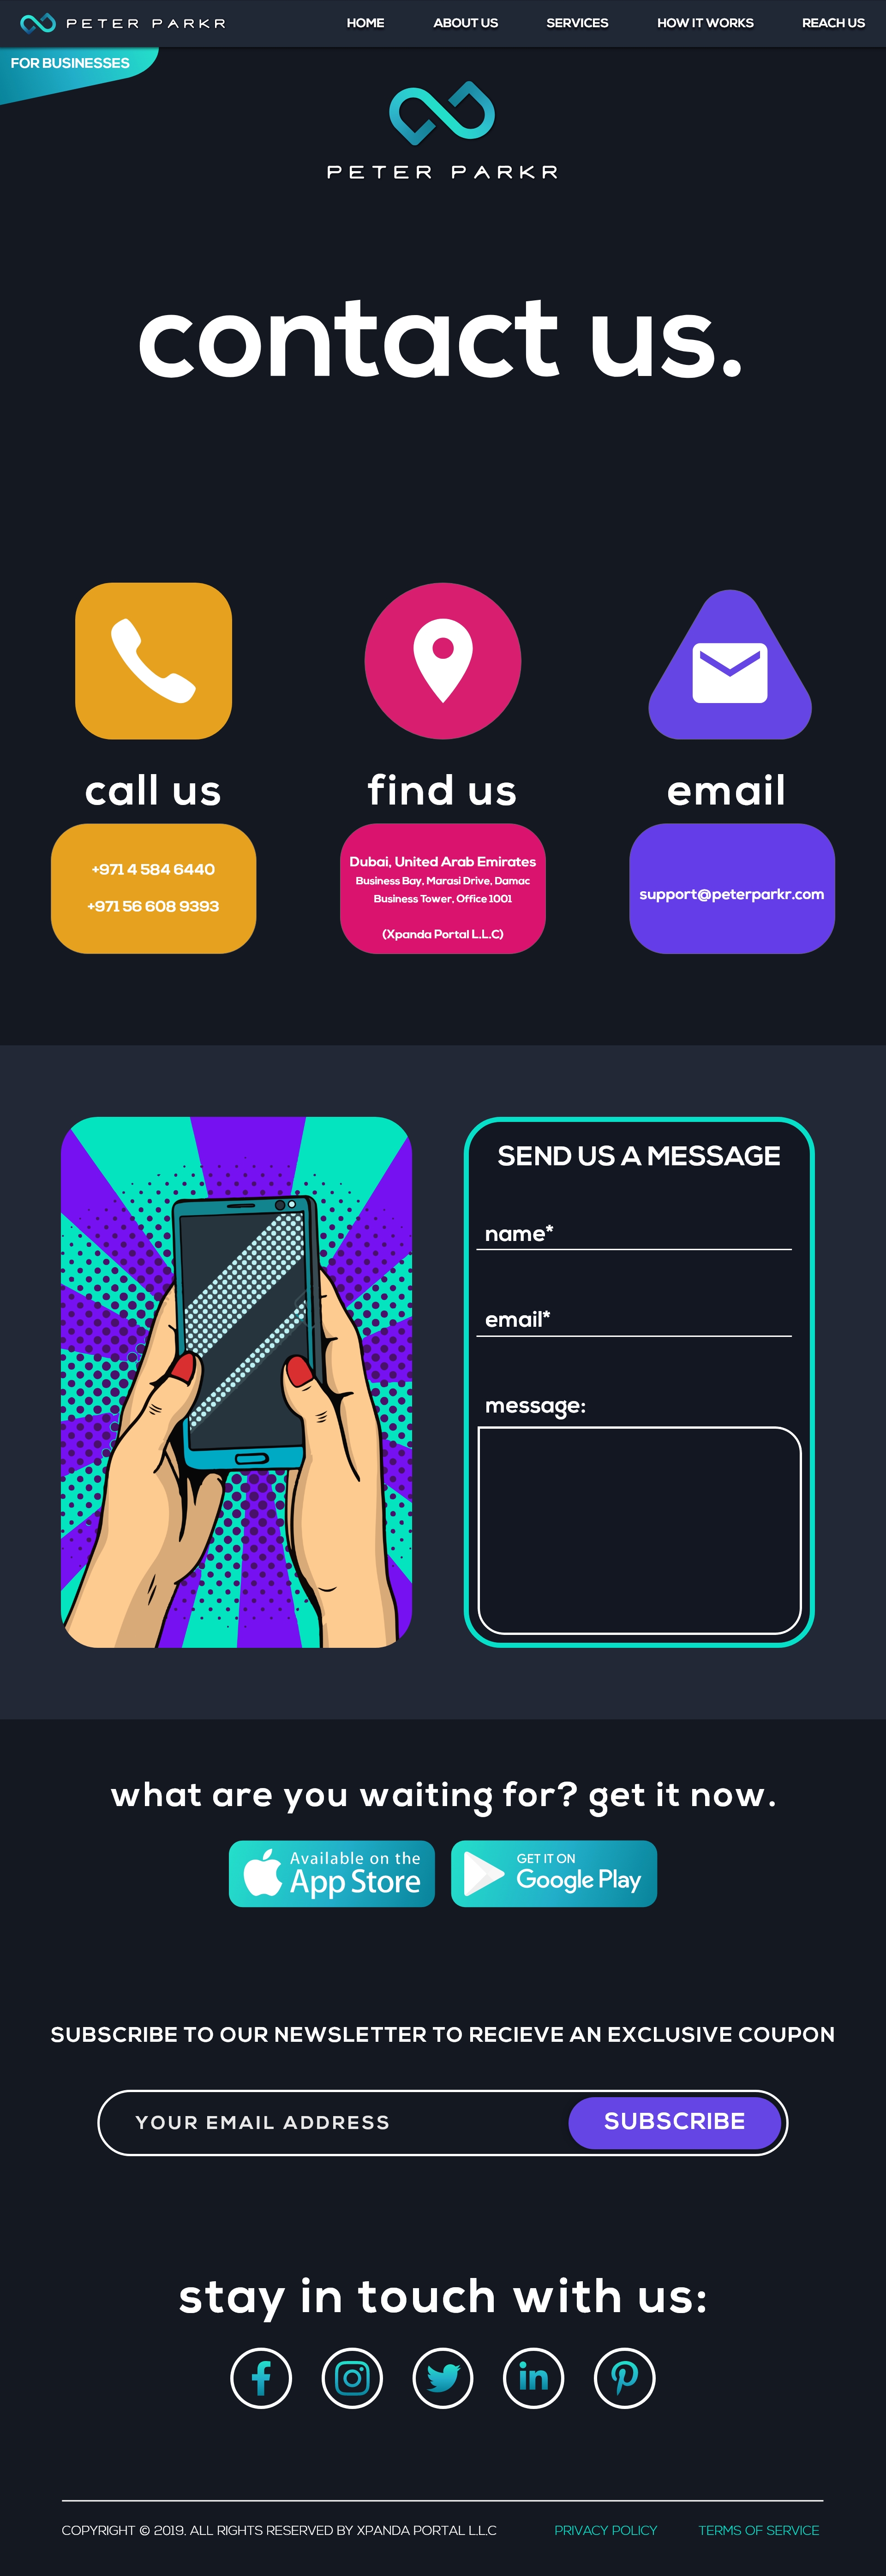 PETER PARKR
HOME
ABOUT US
SERVICES
HOW IT WORKS
REACH US
FOR BUSINESSES
PETER PARKR
contact us.
call us
+971 4 584 6440
+971 56 608 9393
find us
Dubai, United Arab Emirates
Business Bay, Marasi Drive, Damac
Business Tower, Office 1001
(Xpanda Portal L.L.C)
email
support@peterparkr.com
SEND US A MESSAGE
name*
email*
message:
what are you waiting for? get it now.
Available on the
App Store
GET IT ON
Google Play
SUBSCRIBE TO OUR NEWSLETTER TO RECIEVE AN EXCLUSIVE COUPON
YOUR EMAIL ADDRESS
SUBSCRIBE
stay in touch with us:
COPYRIGHT © 2019. ALL RIGHTS RESERVED BY XPANDA PORTAL L.L.C
PRIVACY POLICY
TERMS OF SERVICE